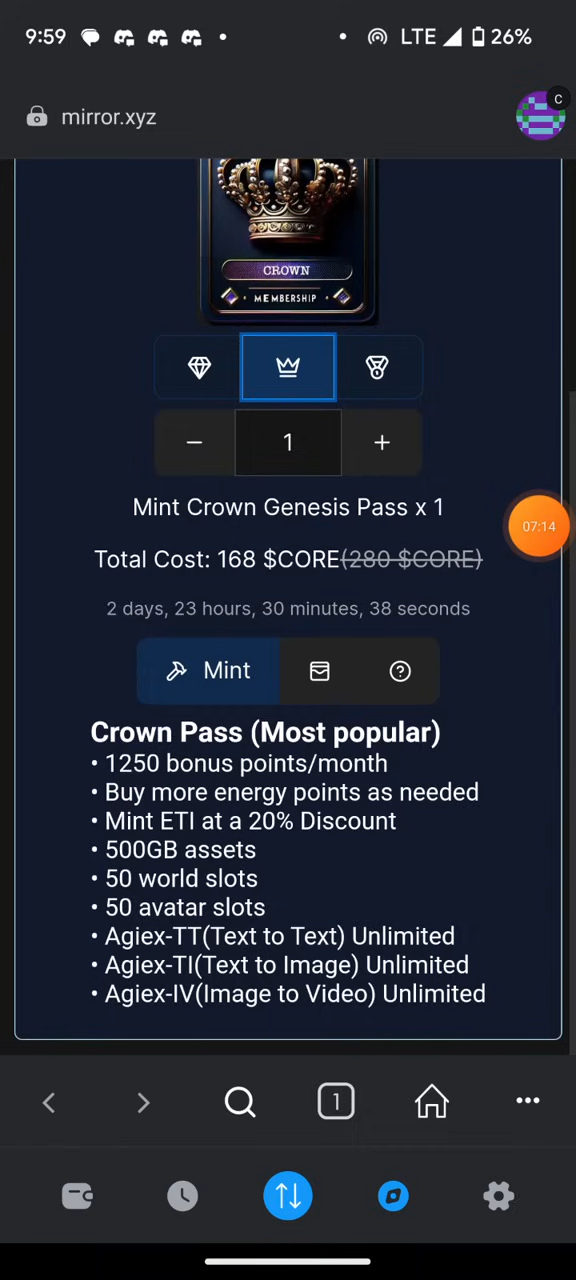 9:59 LTE 26%
mirror.xyz
C
CROWN
MEMBERSHIP
1
Mint Crown Genesis Pass x 1
07:14
Total Cost: 168 $CORE(280 $CORE)
2 days, 23 hours, 30 minutes, 38 seconds
Mint
Crown Pass (Most popular)
• 1250 bonus points/month
• Buy more energy points as needed
• Mint ETI at a 20% Discount
• 500GB assets
• 50 world slots
• 50 avatar slots
• Agiex-TT(Text to Text) Unlimited
• Agiex-TI(Text to Image) Unlimited
• Agiex-IV(Image to Video) Unlimited
1